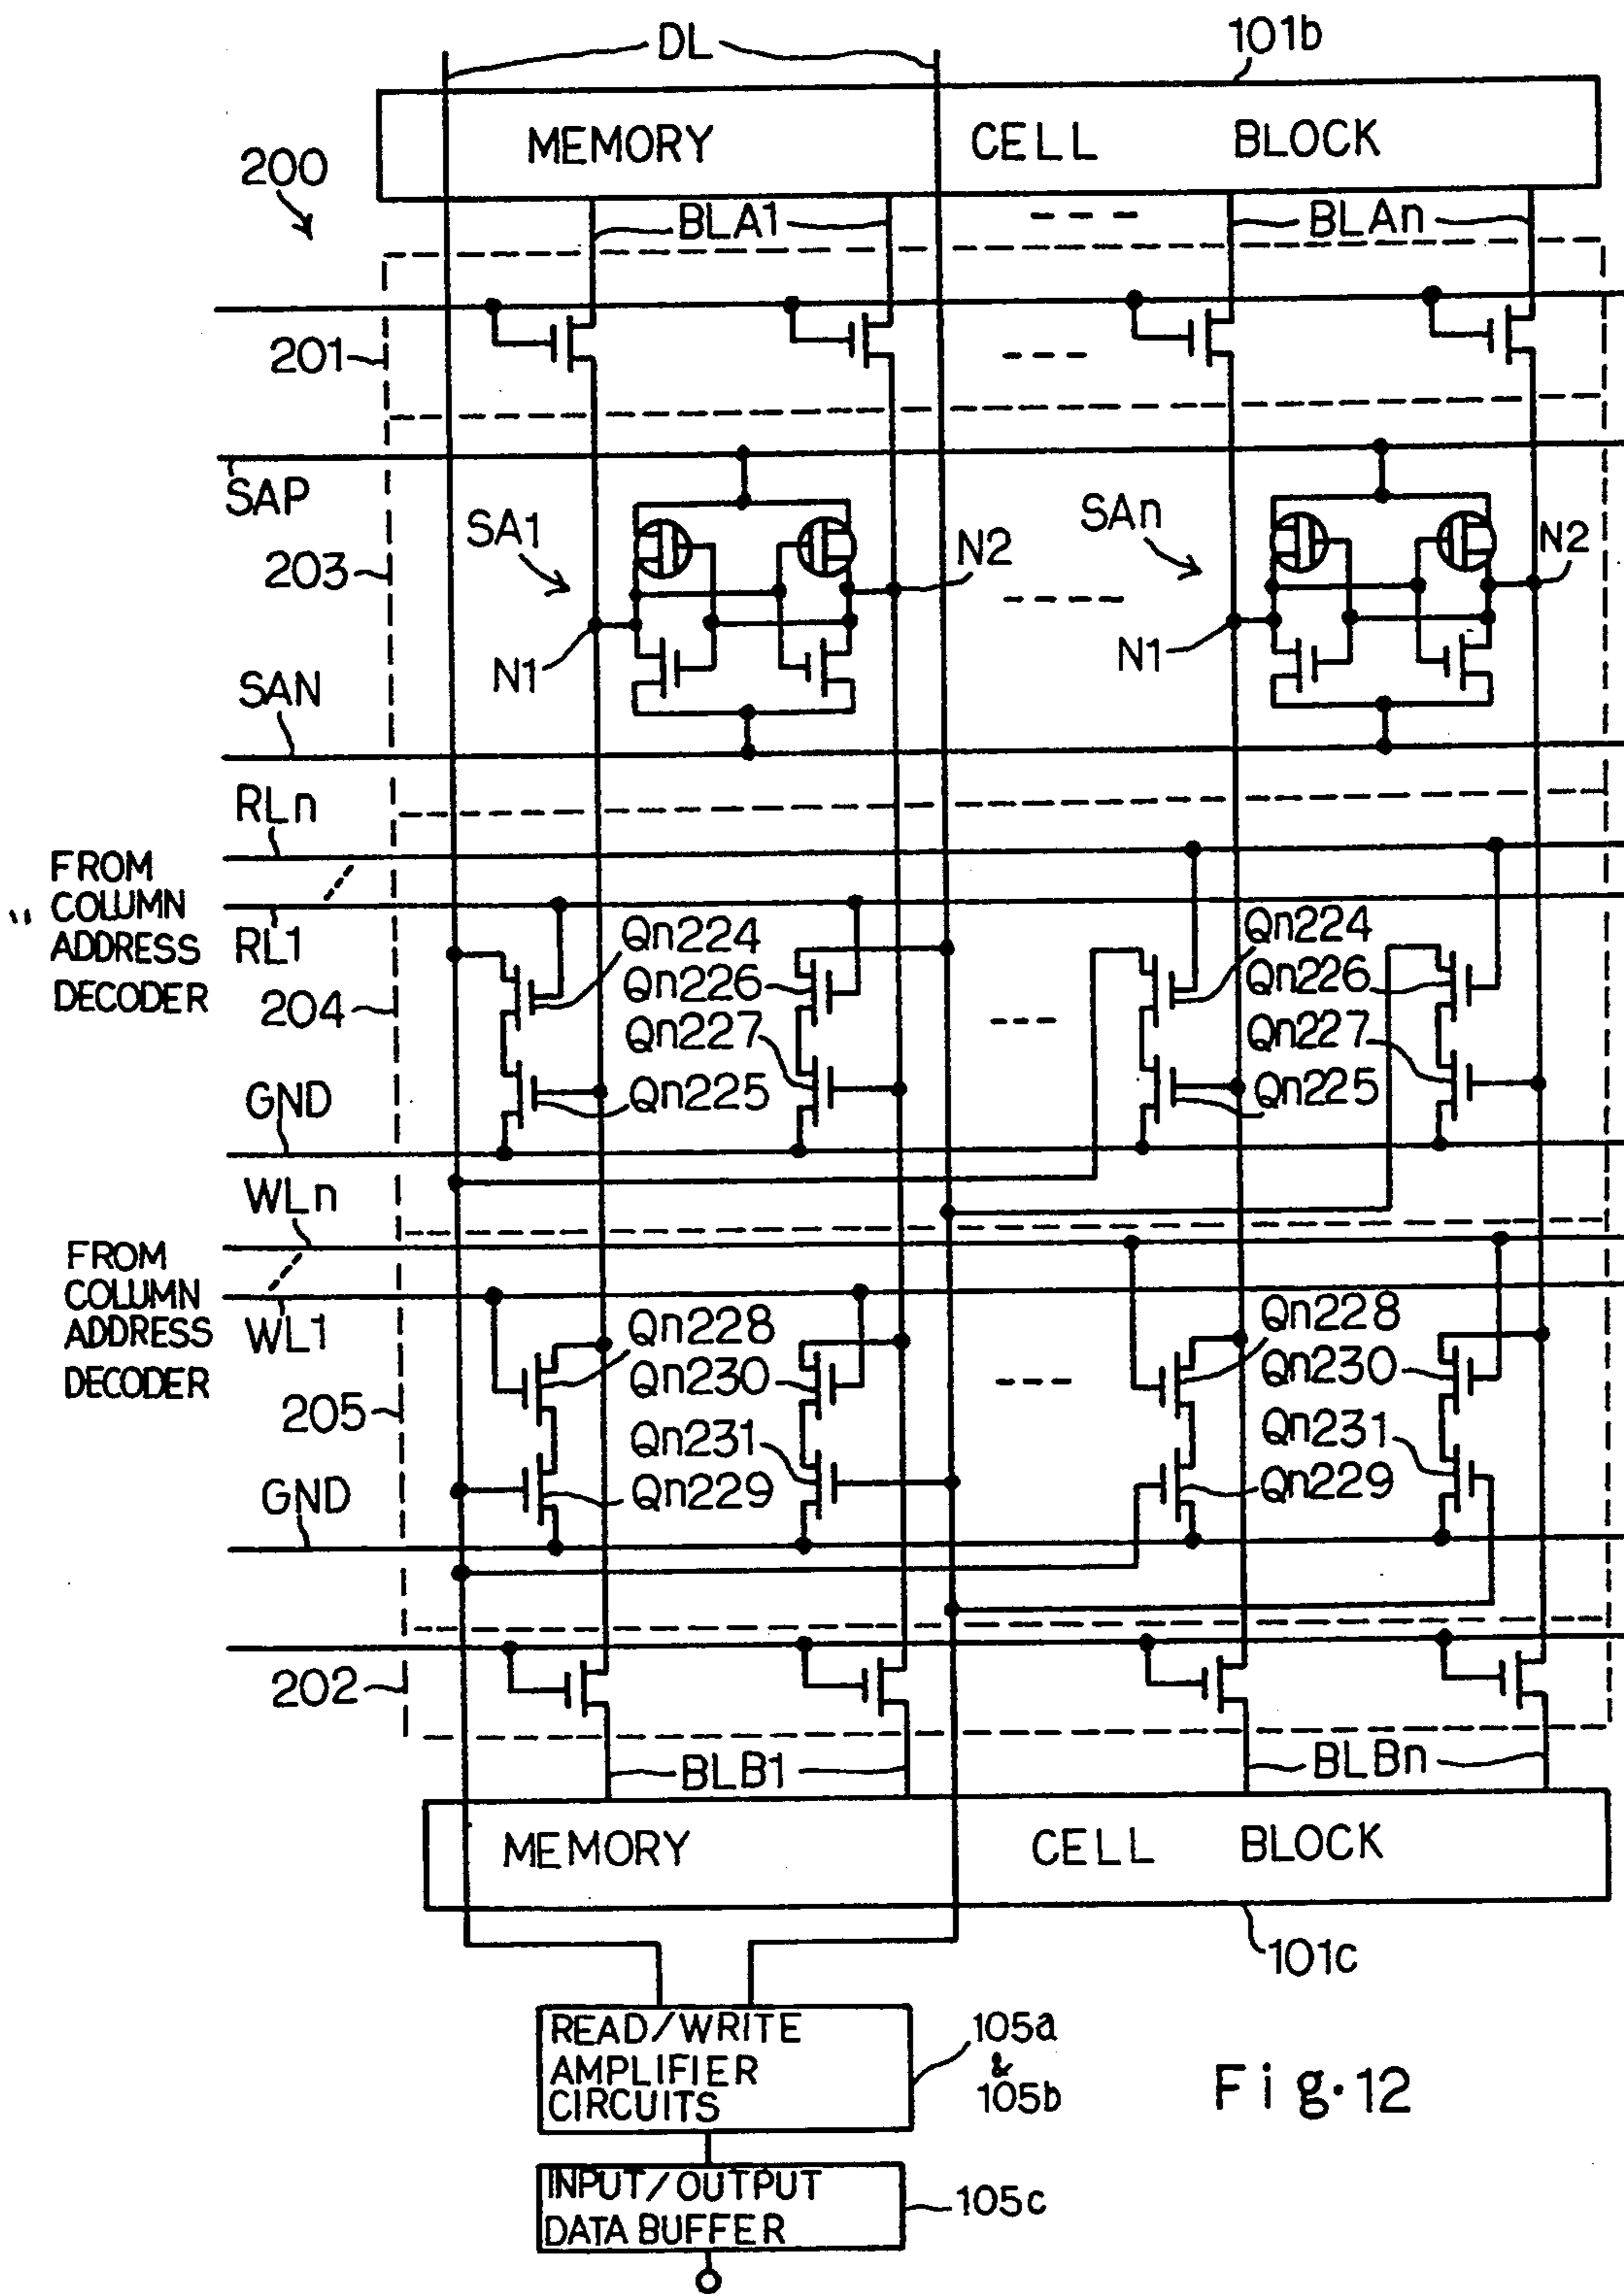 DL
101b
MEMORY CELL BLOCK
200
BLA1 BLAn
201
SAP
SA1 SAn
203 N2 N2
N1 N1
SAN
RLn
FROM
COLUMN
ADDRESS
DECODER
RL1
Qn224 Qn224
Qn226 Qn226
204
Qn227 Qn227
Qn225 Qn225
GND
WLn
FROM
COLUMN
ADDRESS
DECODER
WL1
Qn228 Qn228
Qn230 Qn230
205
Qn231 Qn231
Qn229 Qn229
GND
202
BLB1 BLBn
MEMORY CELL BLOCK
101c
READ/WRITE
AMPLIFIER
CIRCUITS
105a
&
105b
Fig.12
INPUT/OUTPUT
DATA BUFFER
105c